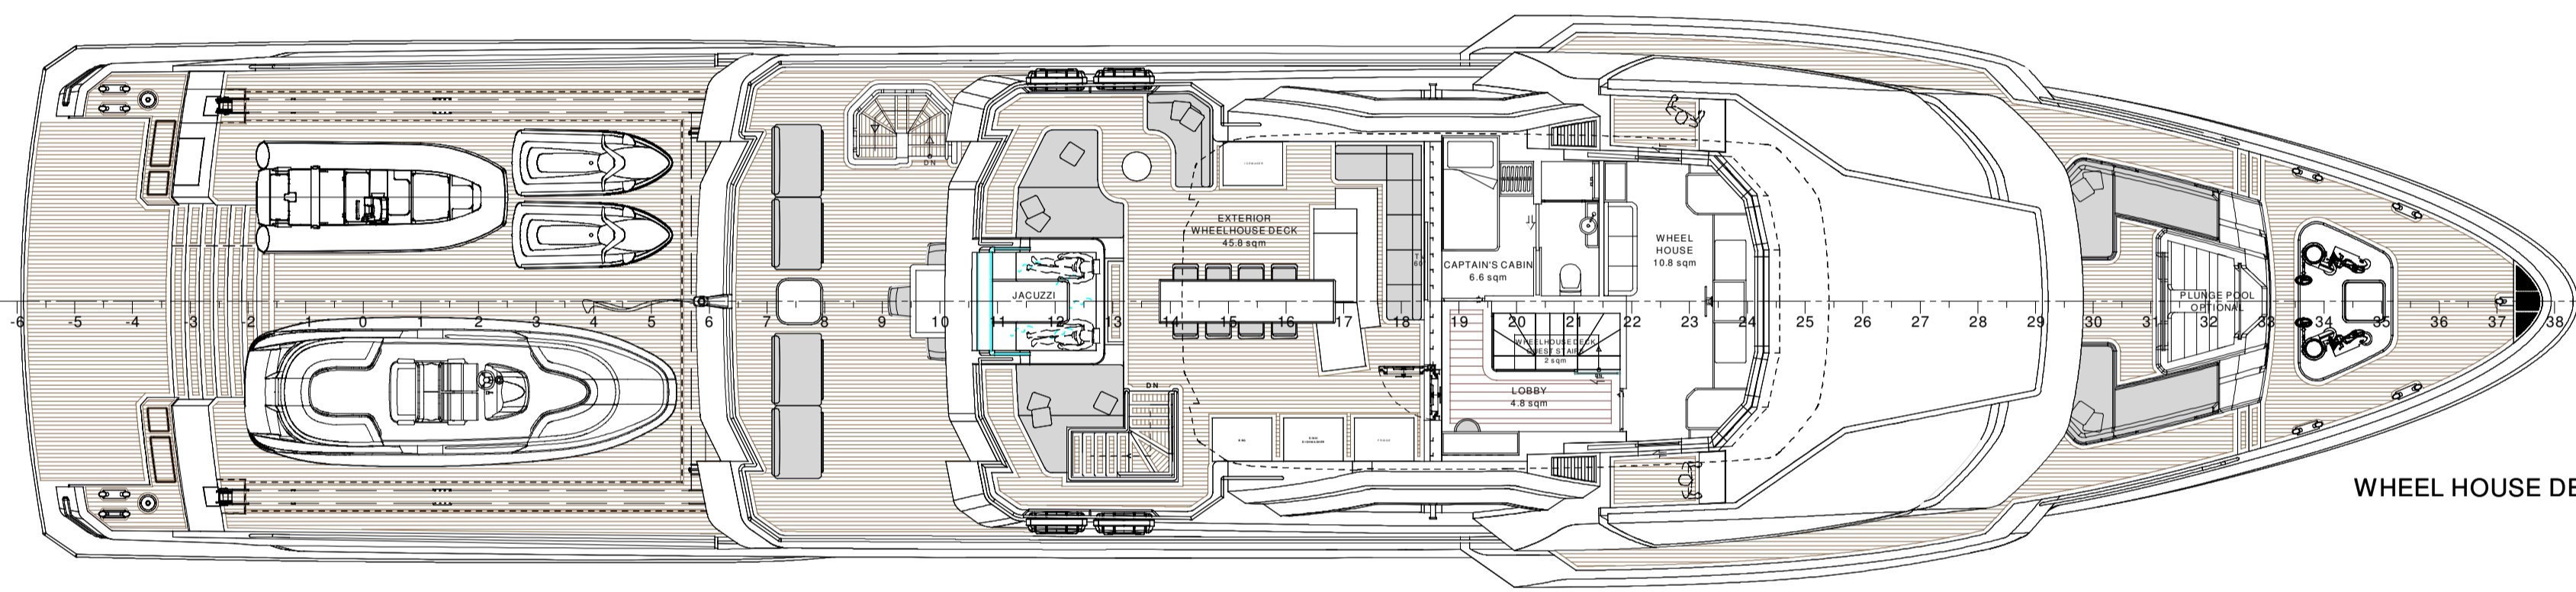 DN
EXTERIOR
WHEELHOUSE DECK
45.8 sqm
CAPTAIN'S CABIN
6.6 sqm
WHEEL
HOUSE
10.8 sqm
JACUZZI
PLUNGE POOL
OPTIONAL
-6 -5 -4 -3 -2 -1 0 1 2 3 4 5 6 7 8 9 10 11 12 13 14 15 16 17 18 19 20 21 22 23 24 25 26 27 28 29 30 31 32 33 34 35 36 37 38
WHEELHOUSE DECK
GUEST STAIRS
2 sqm
DN
LOBBY
4.8 sqm
WHEEL HOUSE DE